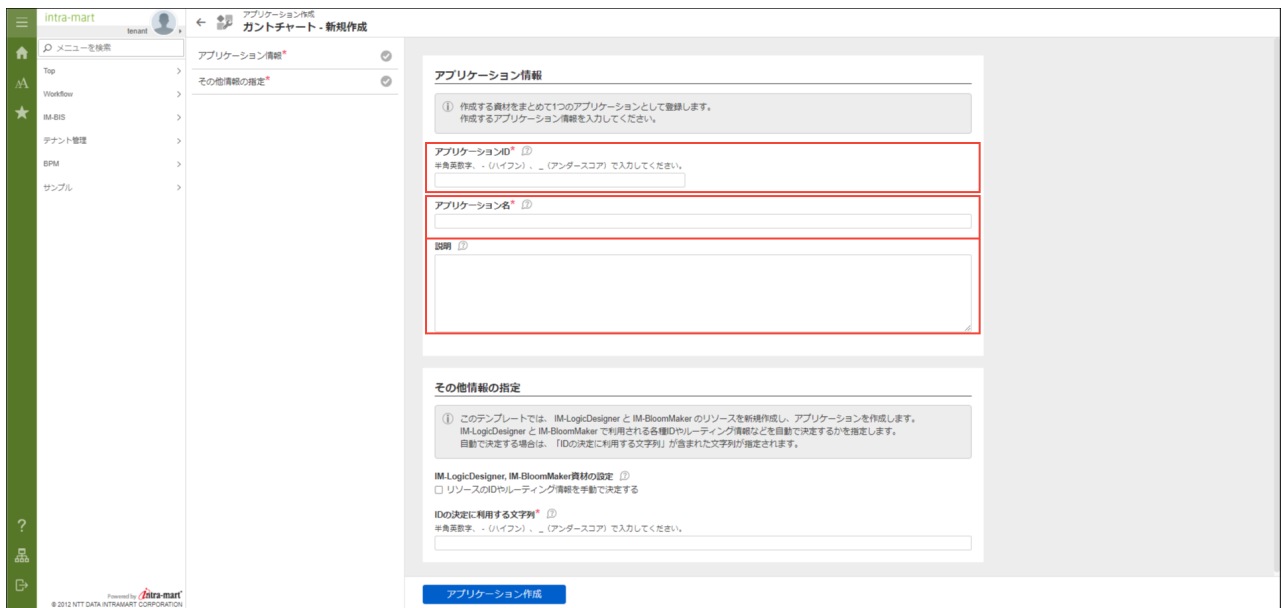 intra-mart
tenant
メニューを検索
Top
Workflow
IM-BIS
テナント管理
BPM
サンプル
Powered by intra-mart
© 2012 NTT DATA INTRAMART CORPORATION
アプリケーション作成
ガントチャート - 新規作成
アプリケーション情報*
その他情報の指定*
アプリケーション情報
作成する資材をまとめて1つのアプリケーションとして登録します。
作成するアプリケーション情報を入力してください。
アプリケーションID*
半角英数字、 - （ハイフン）、 _ （アンダースコア）で入力してください。
アプリケーション名*
説明
その他情報の指定
このテンプレートでは、 IM-LogicDesigner と IM-BloomMaker のリソースを新規作成し、アプリケーションを作成します。
IM-LogicDesigner と IM-BloomMaker で利用される各種IDやルーティング情報などを自動で決定するかを指定します。
自動で決定する場合は、「IDの決定に利用する文字列」が含まれた文字列が指定されます。
IM-LogicDesigner, IM-BloomMaker資材の設定
リソースのIDやルーティング情報を手動で決定する
IDの決定に利用する文字列*
半角英数字、 - （ハイフン）、 _ （アンダースコア）で入力してください。
アプリケーション作成